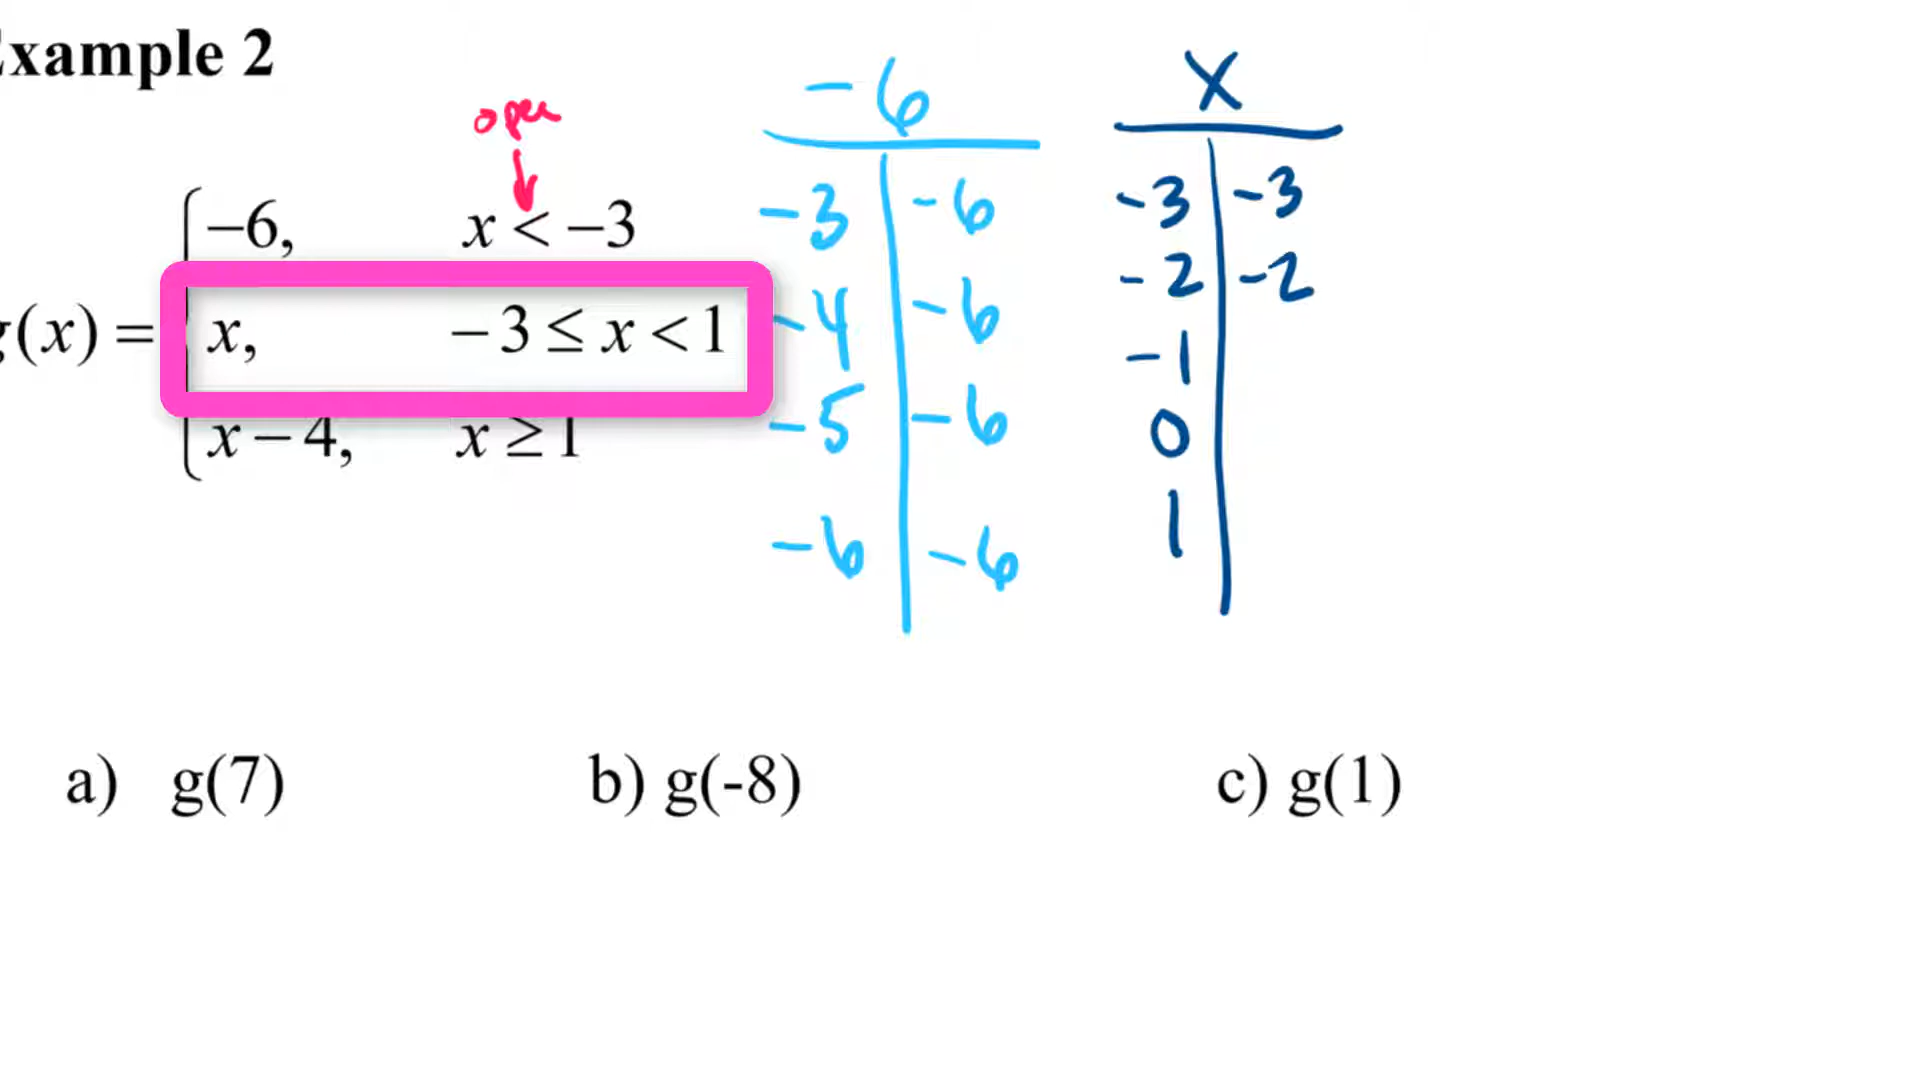 xample 2
open
-6
x
−6, x < −3
g(x) = x, −3 ≤ x < 1
x − 4, x ≥ 1
-3 -6
-4 -6
-5 -6
-6 -6
-3 -3
-2 -2
-1
0
1
a) g(7) b) g(-8) c) g(1)